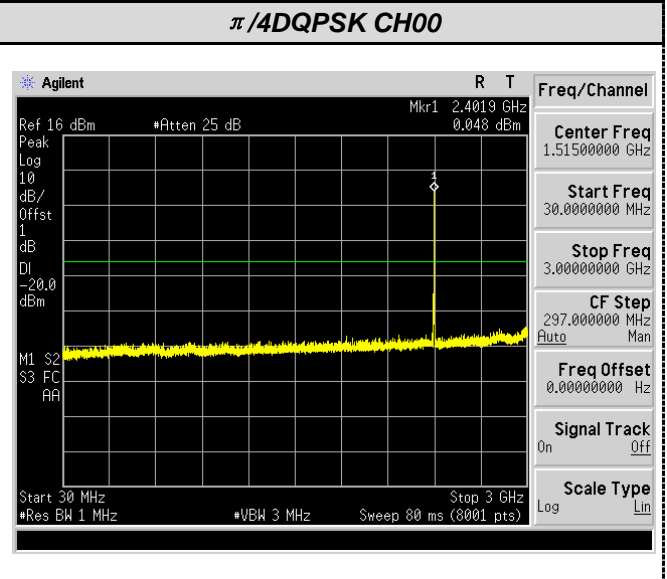 π/4DQPSK CH00
Agilent R T
Mkr1 2.4019 GHz
Ref 16 dBm #Atten 25 dB 0.048 dBm
Peak
Log
10
dB/
Offst
1
dB
DI
-20.0
dBm
1
M1 S2
S3 FC
AA
Start 30 MHz Stop 3 GHz
#Res BW 1 MHz #VBW 3 MHz Sweep 80 ms (8001 pts)
Freq/Channel
Center Freq
1.51500000 GHz
Start Freq
30.0000000 MHz
Stop Freq
3.00000000 GHz
CF Step
297.000000 MHz
Auto Man
Freq Offset
0.00000000 Hz
Signal Track
On Off
Scale Type
Log Lin